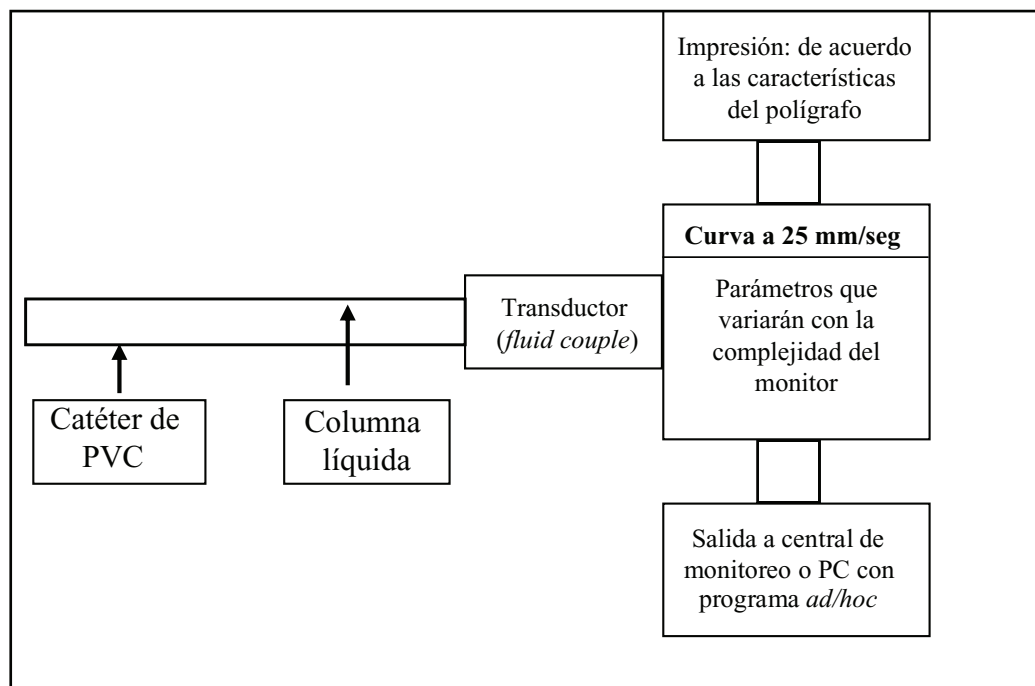 Impresión: de acuerdo
a las características
del polígrafo
Curva a 25 mm/seg
Parámetros que
variarán con la
complejidad del
monitor
Transductor
(fluid couple)
Catéter de
PVC
Columna
líquida
Salida a central de
monitoreo o PC con
programa ad/hoc